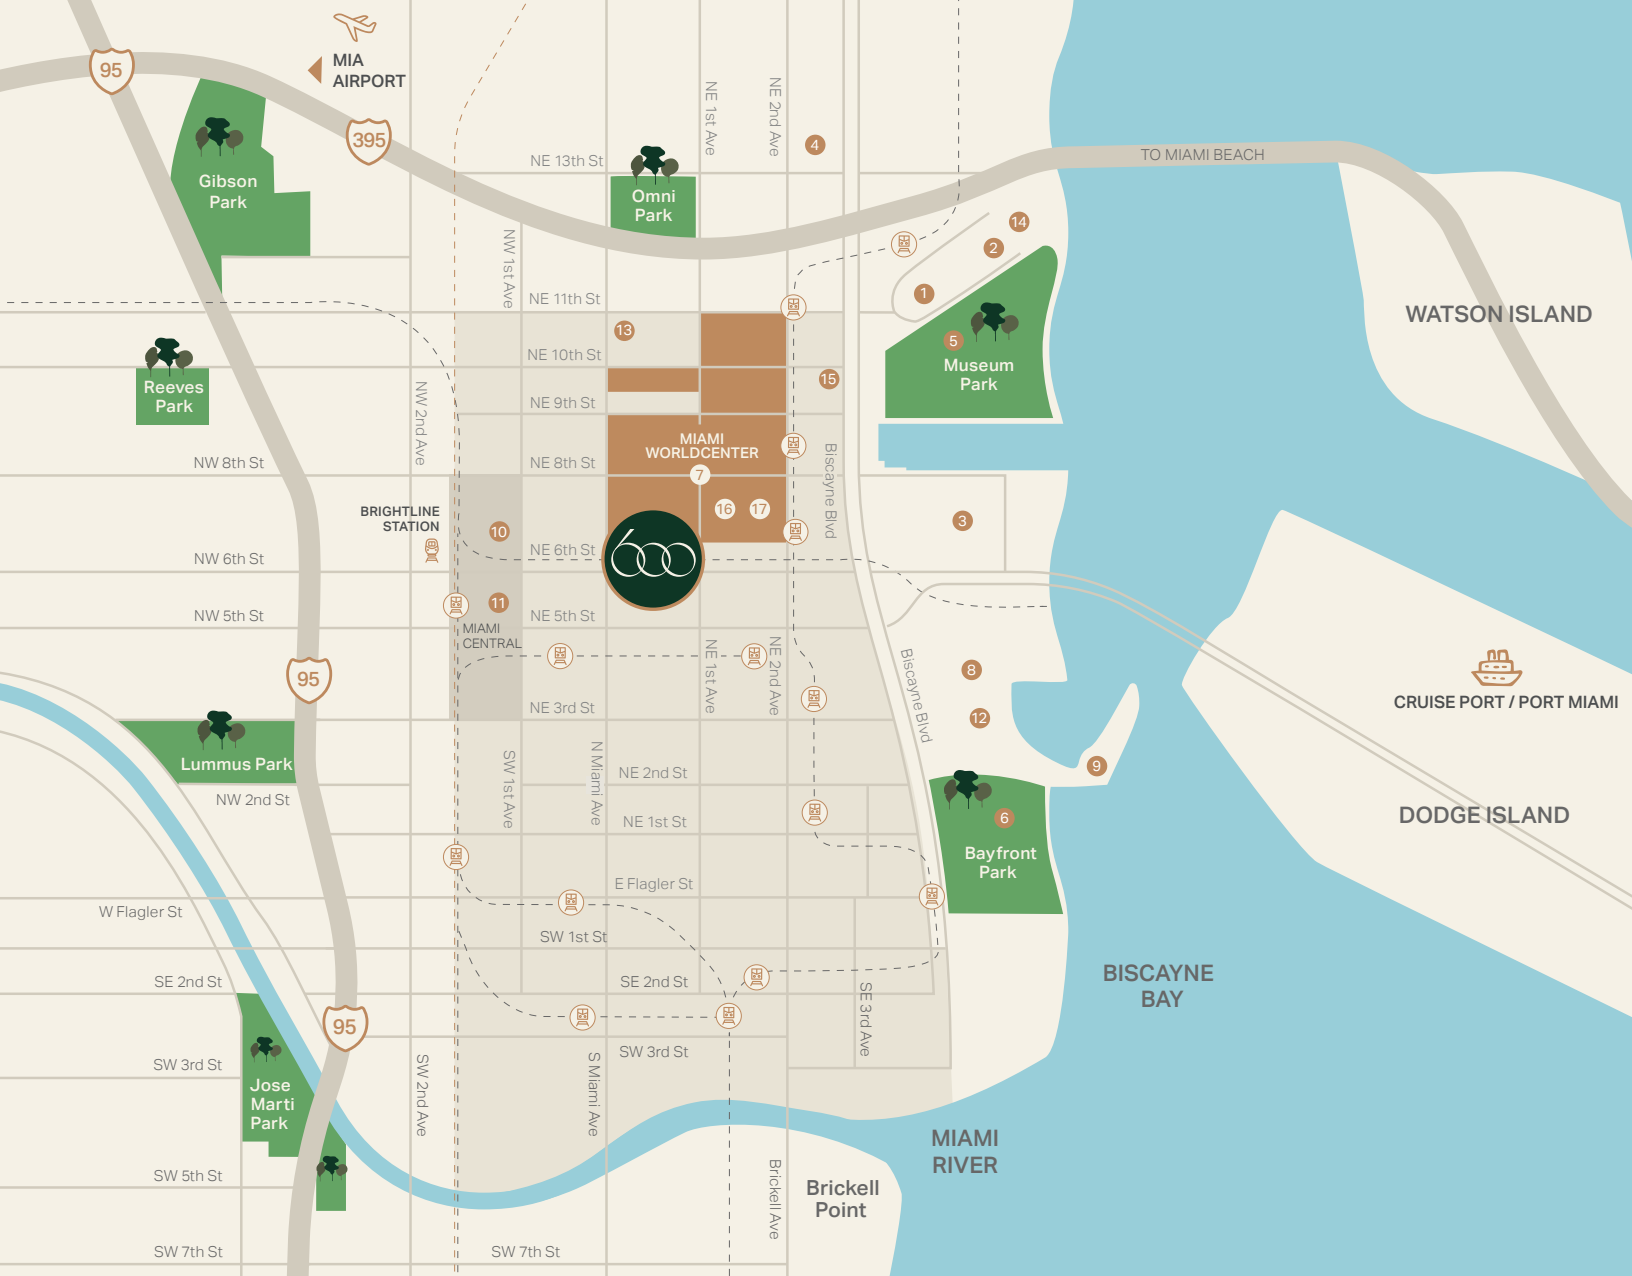 MIA
AIRPORT
95
395
NE 1st Ave
NE 2nd Ave
4
NE 13th St
TO MIAMI BEACH
Gibson
Park
Omni
Park
14
2
NW 1st Ave
1
NE 11th St
WATSON ISLAND
13
5
NE 10th St
Museum
Park
15
Reeves
Park
NW 2nd Ave
NE 9th St
MIAMI
WORLDCENTER
7
NW 8th St
NE 8th St
Biscayne Blvd
16
17
BRIGHTLINE
STATION
10
3
NW 6th St
NE 6th St
600
11
NW 5th St
NE 5th St
MIAMI
CENTRAL
NE 1st Ave
NE 2nd Ave
Biscayne Blvd
8
95
CRUISE PORT / PORT MIAMI
NE 3rd St
12
Lummus Park
SW 1st Ave
N Miami Ave
NE 2nd St
9
NW 2nd St
NE 1st St
6
DODGE ISLAND
Bayfront
Park
E Flagler St
W Flagler St
SW 1st St
SE 2nd St
SE 2nd St
BISCAYNE
BAY
SE 3rd Ave
95
SW 3rd St
SW 3rd St
SW 2nd Ave
S Miami Ave
Jose
Marti
Park
MIAMI
RIVER
SW 5th St
Brickell Ave
Brickell
Point
SW 7th St
SW 7th St